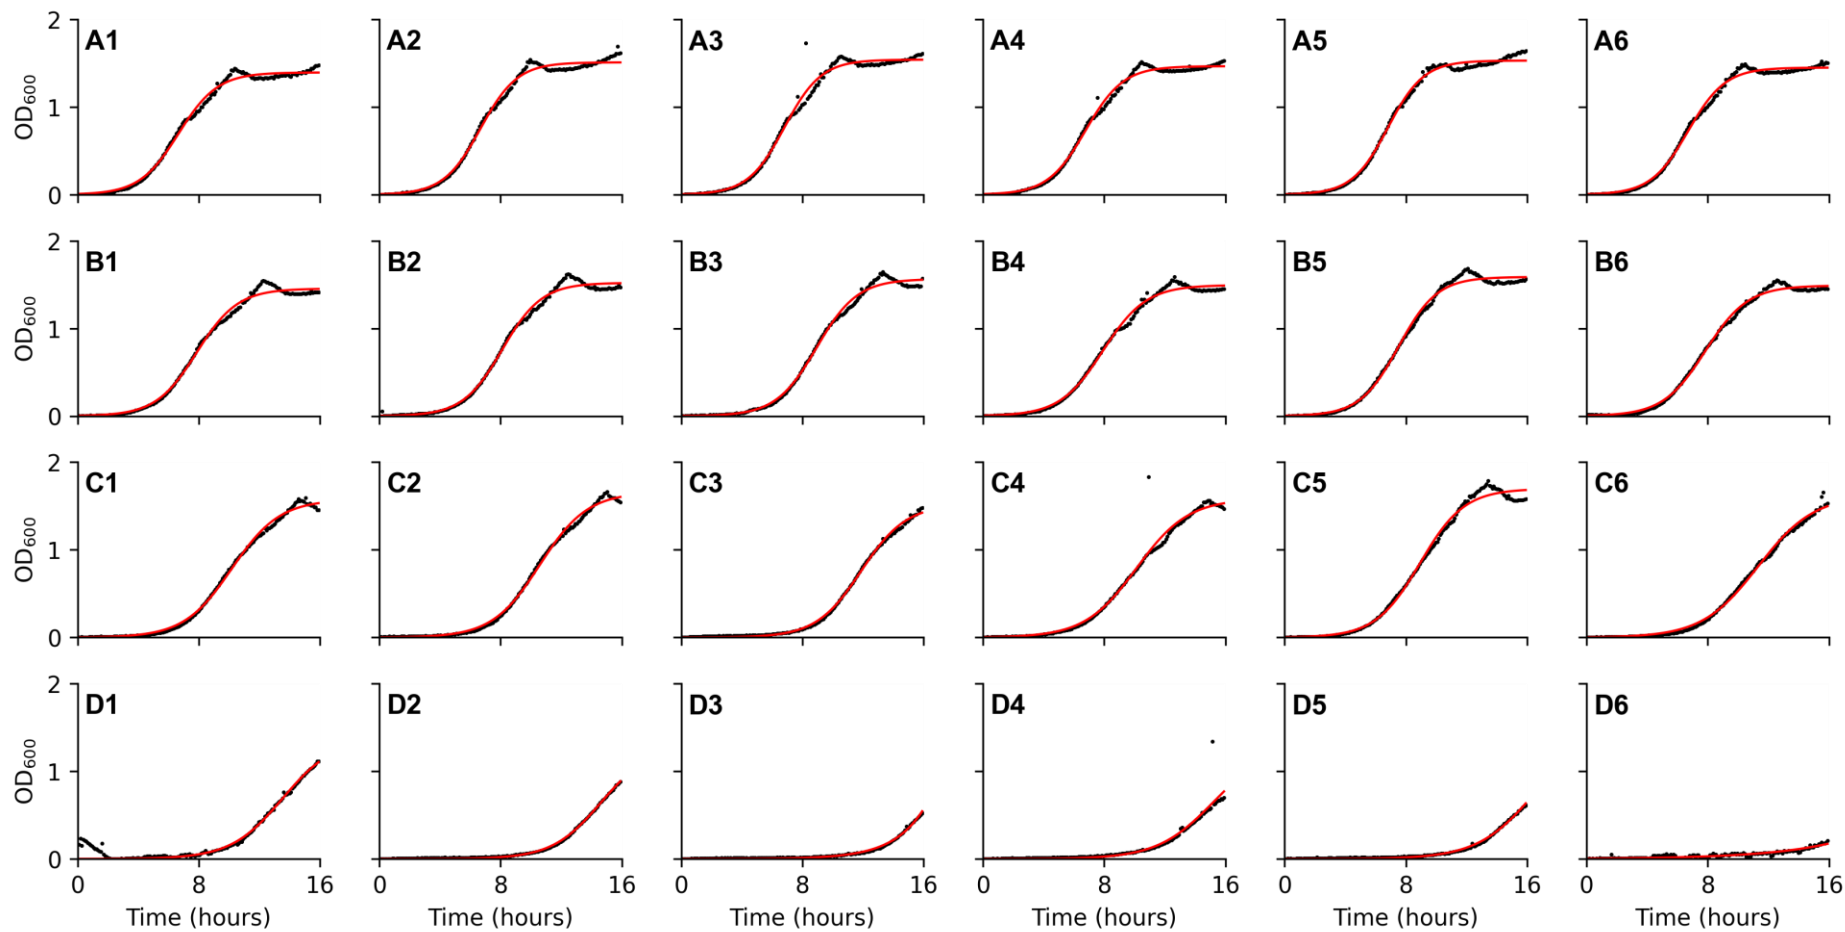 2
A1 A2 A3 A4 A5 A6
OD600
1
0
2
B1 B2 B3 B4 B5 B6
OD600
1
0
2
C1 C2 C3 C4 C5 C6
OD600
1
0
2
D1 D2 D3 D4 D5 D6
OD600
1
0
0 8 16 0 8 16 0 8 16 0 8 16 0 8 16 0 8 16
Time (hours) Time (hours) Time (hours) Time (hours) Time (hours) Time (hours)